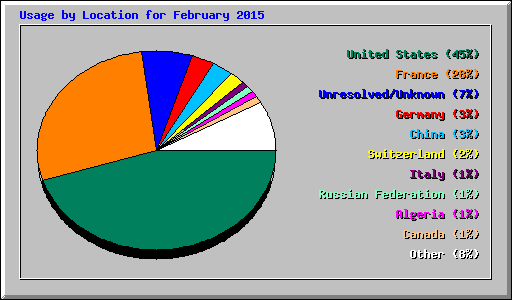 Usage by Location for February 2015
United States (45%)
France (28%)
Unresolved/Unknown (7%)
Germany (3%)
China (3%)
Switzerland (2%)
Italy (1%)
Russian Federation (1%)
Algeria (1%)
Canada (1%)
Other (8%)